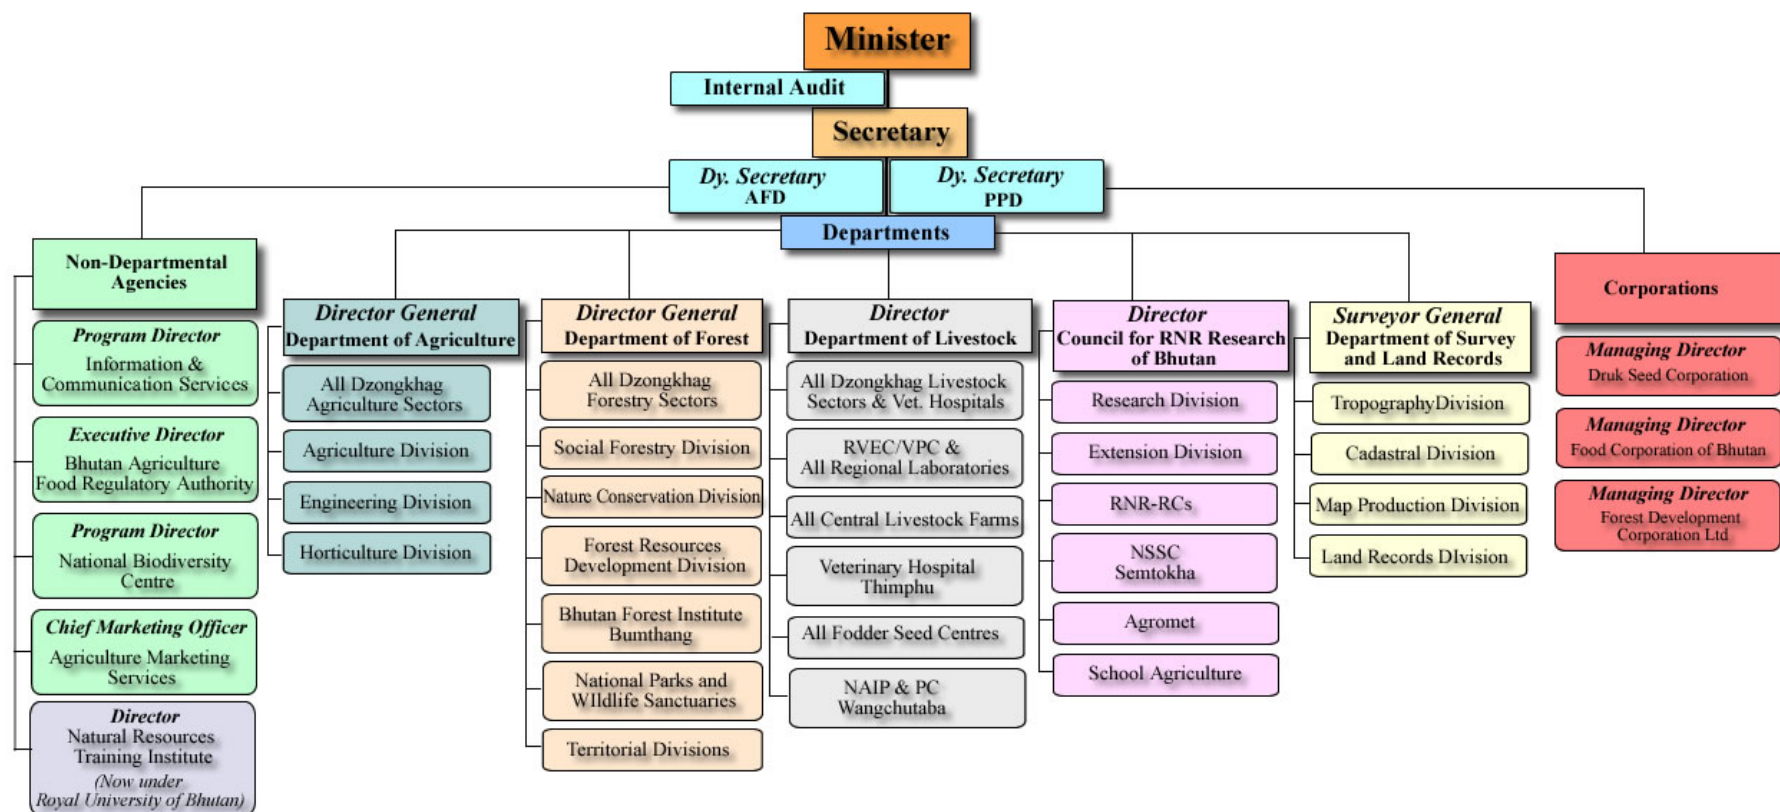 Minister
Internal Audit
Secretary
Dy. Secretary
AFD
Dy. Secretary
PPD
Departments
Non-Departmental
Agencies
Program Director
Information &
Communication Services
Executive Director
Bhutan Agriculture
Food Regulatory Authority
Program Director
National Biodiversity
Centre
Chief Marketing Officer
Agriculture Marketing
Services
Director
Natural Resources
Training Institute
(Now under
Royal University of Bhutan)
Director General
Department of Agriculture
All Dzongkhag
Agriculture Sectors
Agriculture Division
Engineering Division
Horticulture Division
Director General
Department of Forest
All Dzongkhag
Forestry Sectors
Social Forestry Division
Nature Conservation Division
Forest Resources
Development Division
Bhutan Forest Institute
Bumthang
National Parks and
WIldlife Sanctuaries
Territorial Divisions
Director
Department of Livestock
All Dzongkhag Livestock
Sectors & Vet. Hospitals
RVEC/VPC &
All Regional Laboratories
All Central Livestock Farms
Veterinary Hospital
Thimphu
All Fodder Seed Centres
NAIP & PC
Wangchutaba
Director
Council for RNR Research
of Bhutan
Research Division
Extension Division
RNR-RCs
NSSC
Semtokha
Agromet
School Agriculture
Surveyor General
Department of Survey
and Land Records
TropographyDivision
Cadastral Division
Map Production Division
Land Records DIvision
Corporations
Managing Director
Druk Seed Corporation
Managing Director
Food Corporation of Bhutan
Managing Director
Forest Development
Corporation Ltd